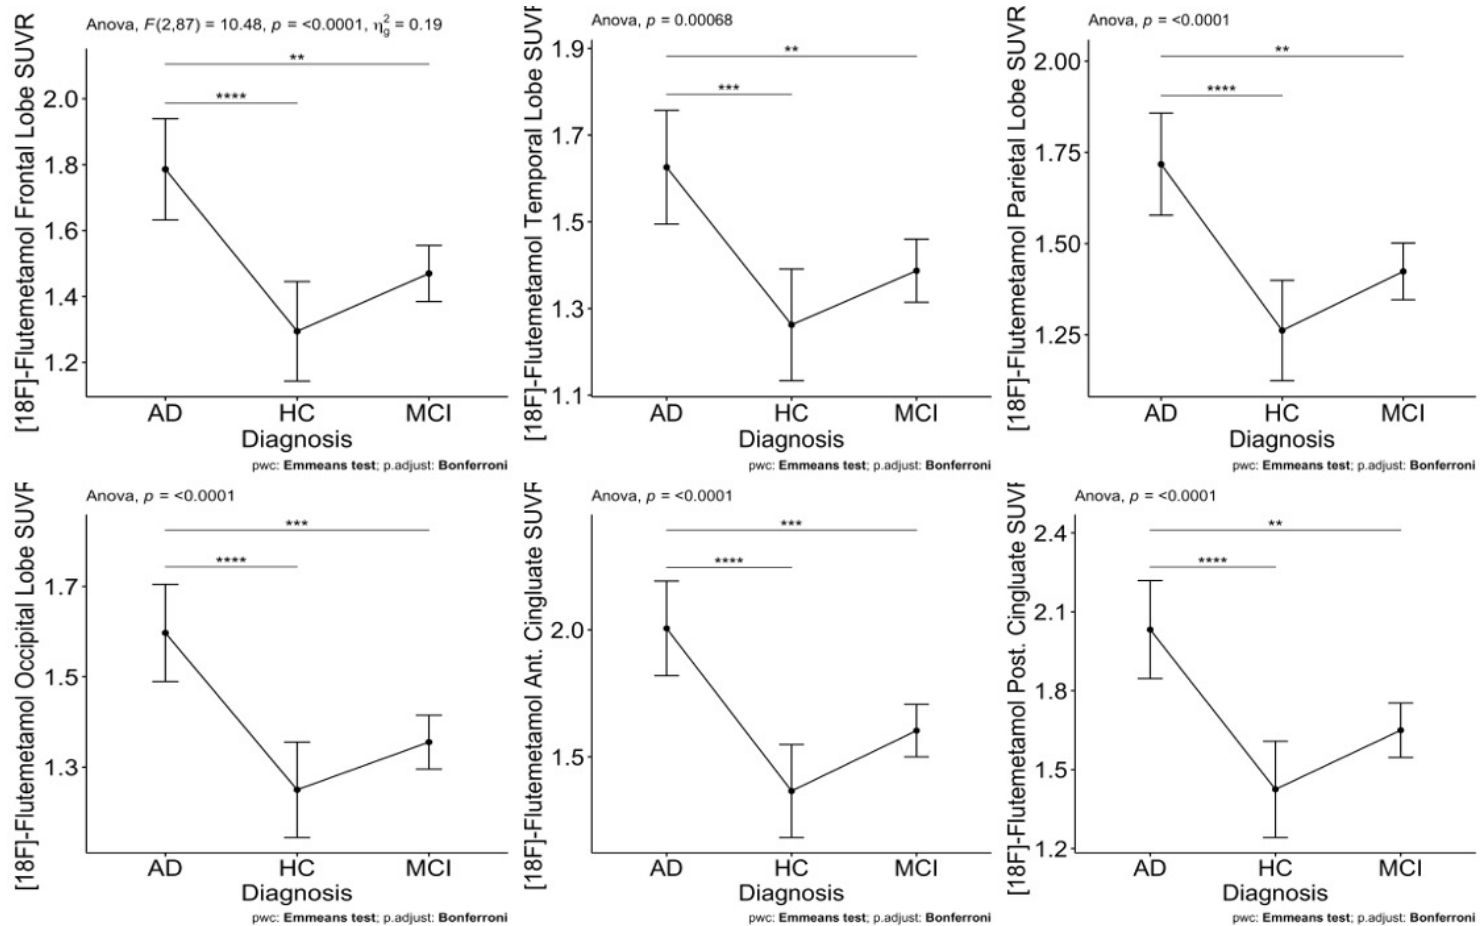 Anova, F(2,87) = 10.48, p = <0.0001, η²g = 0.19
[18F]-Flutemetamol Frontal Lobe SUVR
**
****
2.0
1.8
1.6
1.4
1.2
AD HC MCI
Diagnosis
pwc: Emmeans test; p.adjust: Bonferroni
Anova, p = 0.00068
[18F]-Flutemetamol Temporal Lobe SUVR
**
***
1.9
1.7
1.5
1.3
1.1
AD HC MCI
Diagnosis
pwc: Emmeans test; p.adjust: Bonferroni
Anova, p = <0.0001
[18F]-Flutemetamol Parietal Lobe SUVR
**
****
2.00
1.75
1.50
1.25
AD HC MCI
Diagnosis
pwc: Emmeans test; p.adjust: Bonferroni
Anova, p = <0.0001
[18F]-Flutemetamol Occipital Lobe SUVR
***
****
1.7
1.5
1.3
AD HC MCI
Diagnosis
pwc: Emmeans test; p.adjust: Bonferroni
Anova, p = <0.0001
[18F]-Flutemetamol Ant. Cingluate SUVR
***
****
2.0
1.5
AD HC MCI
Diagnosis
pwc: Emmeans test; p.adjust: Bonferroni
Anova, p = <0.0001
[18F]-Flutemetamol Post. Cingluate SUVR
**
****
2.4
2.1
1.8
1.5
1.2
AD HC MCI
Diagnosis
pwc: Emmeans test; p.adjust: Bonferroni